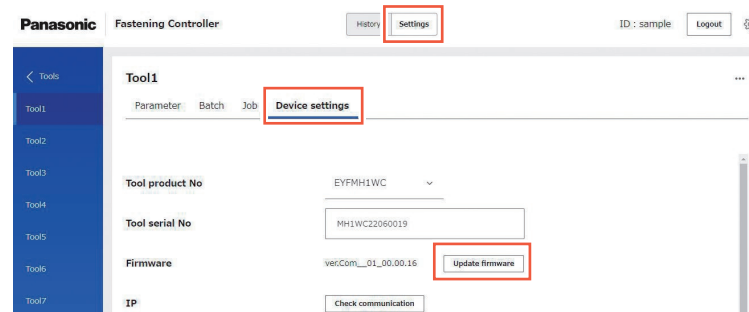 Panasonic Fastening Controller History Settings ID : sample Logout
Tools
Tool1
Parameter Batch Job Device settings
Tool1
Tool2
Tool3
Tool product No EYFMH1WC
Tool4
Tool serial No MH1WC22060019
Tool5
Firmware ver.Com__01_00.00.16 Update firmware
Tool6
Tool7
IP Check communication